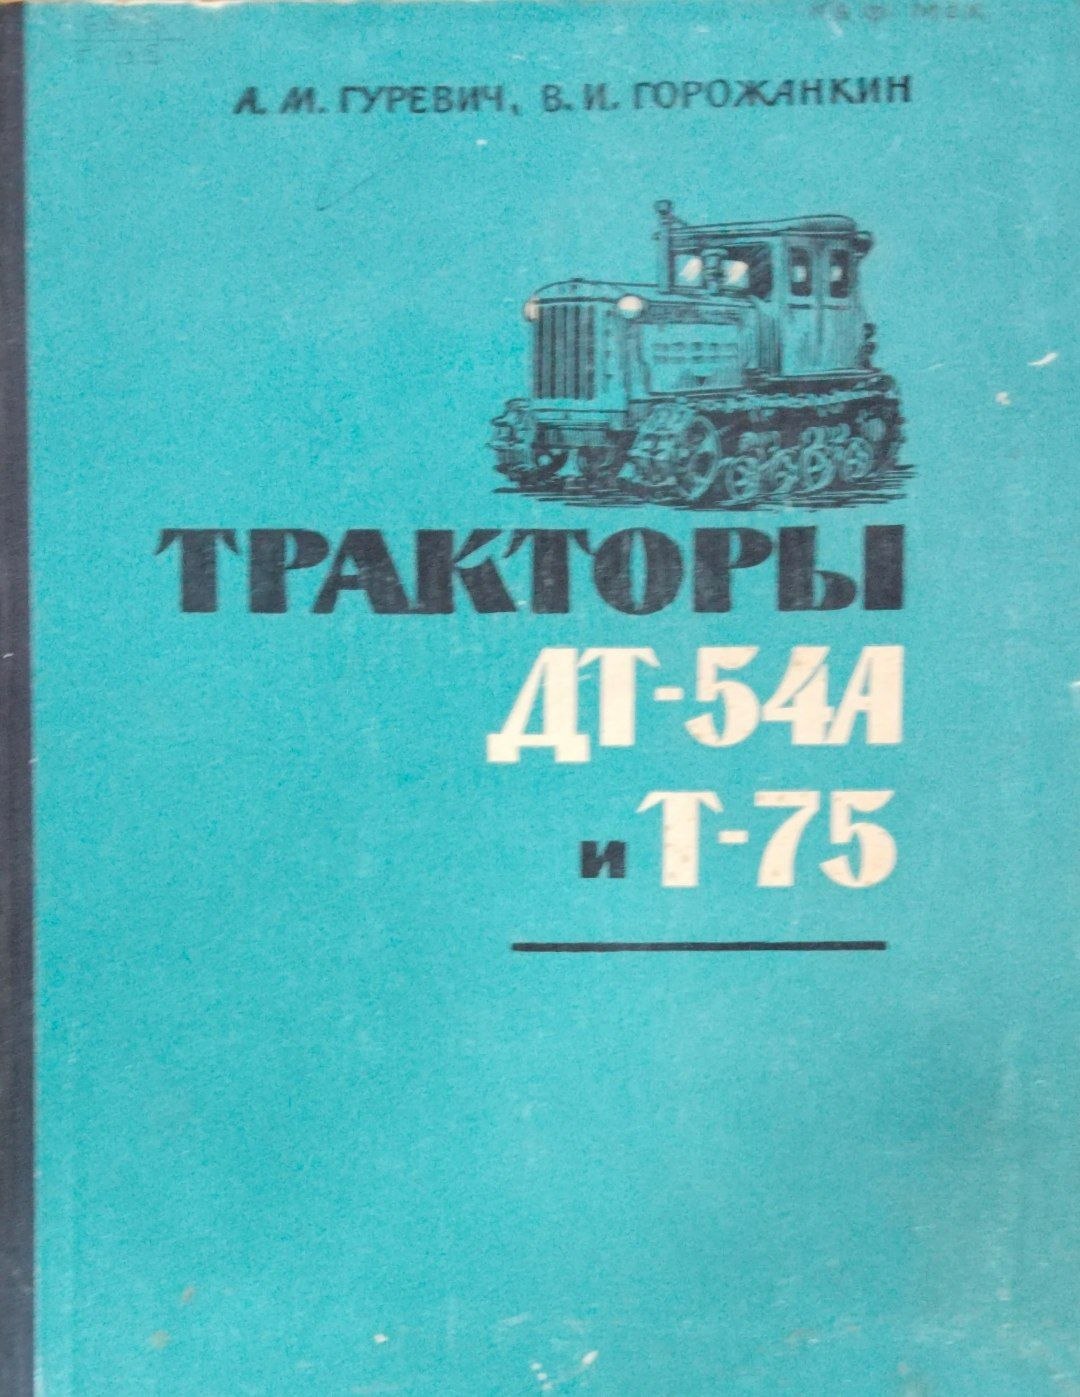 А. М. ГУРЕВИЧ, В. И. ГОРОЖАНКИН
ТРАКТОРЫ
ДТ-54А
и Т-75